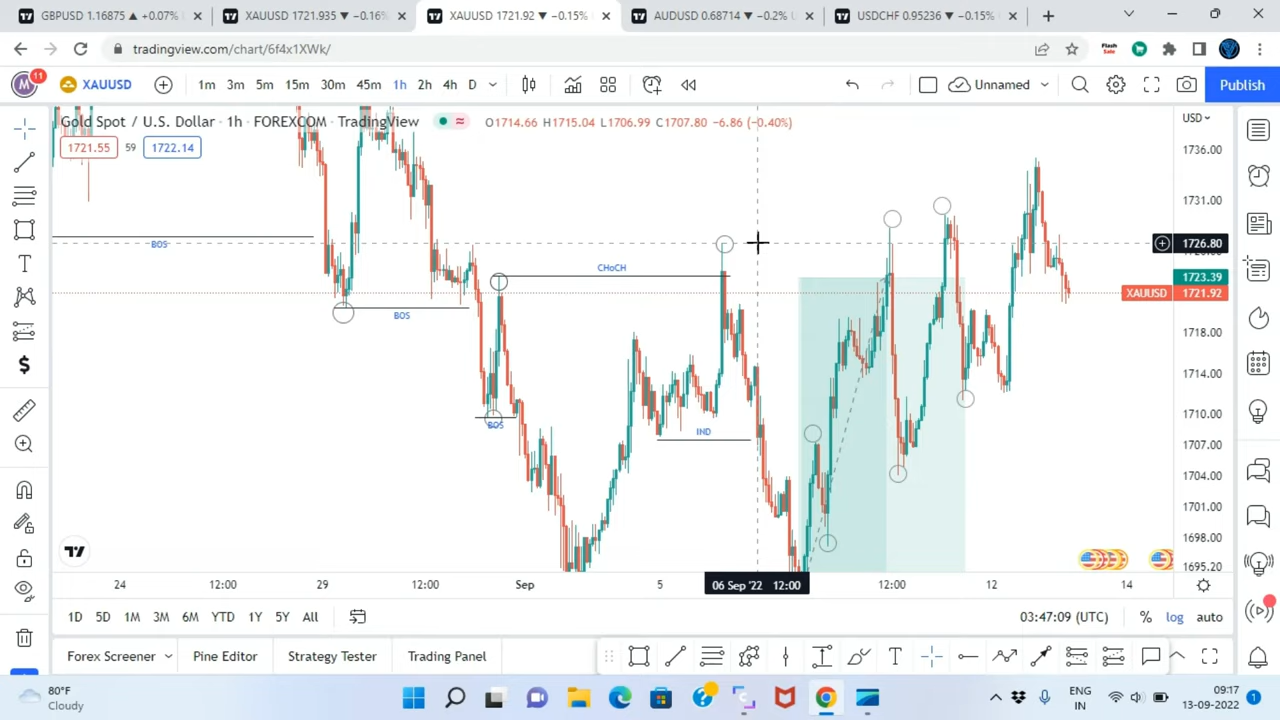 GBPUSD 1.16875 ▲ +0.07%
XAUUSD 1721.935 ▼ −0.16%
XAUUSD 1721.92 ▼ −0.15%
AUDUSD 0.68714 ▼ −0.2%
USDCHF 0.95236 ▼ −0.15%
tradingview.com/chart/6f4x1XWk/
Flash
Sale
M
11
XAUUSD
1m 3m 5m 15m 30m 45m 1h 2h 4h D
Unnamed
Publish
Gold Spot / U.S. Dollar · 1h · FOREXCOM · TradingView
O1714.66 H1715.04 L1706.99 C1707.80 −6.86 (−0.40%)
1721.55 59 1722.14
USD
1736.00
1731.00
1726.80
1723.39
XAUUSD 1721.92
1718.00
1714.00
1710.00
1707.00
1704.00
1701.00
1698.00
1695.20
BOS
CHoCH
BOS
BOS
IND
24 12:00 29 12:00 Sep 5 06 Sep '22 12:00 12:00 12 14
1D 5D 1M 3M 6M YTD 1Y 5Y All
03:47:09 (UTC) % log auto
Forex Screener Pine Editor Strategy Tester Trading Panel
80°F
Cloudy
ENG
IN
09:17
13-09-2022
1